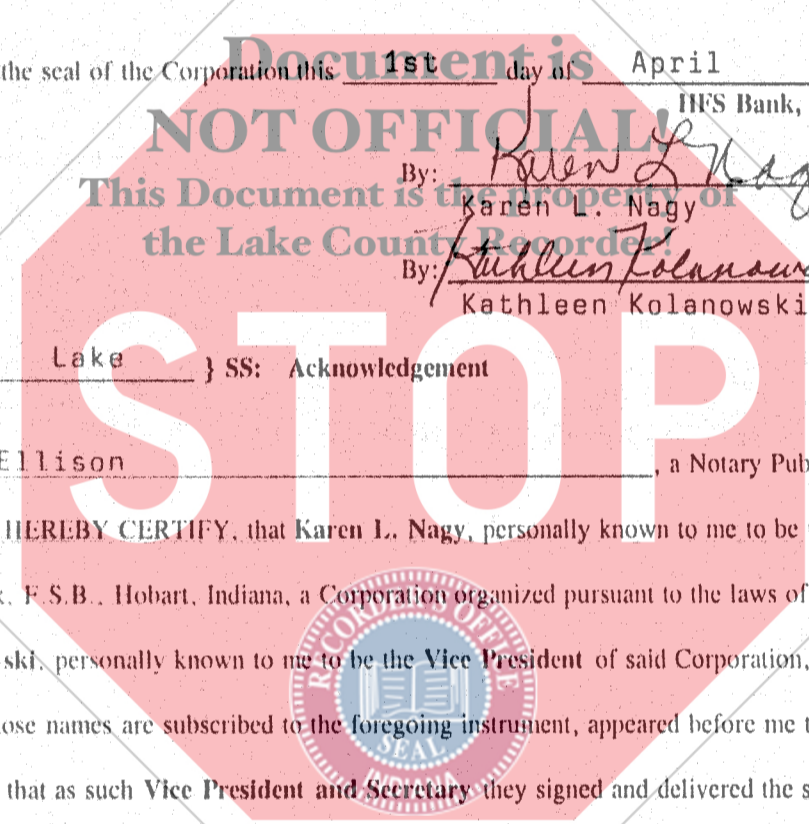 Document is
the seal of the Corporation this 1st day of April
NOT OFFICIAL!
HFS Bank,
By: Karen L Nag
This Document is the property of
Karen L. Nagy
the Lake County Recorder!
By: Kathleen Kolanows
Kathleen Kolanowski
STOP
Lake } SS: Acknowledgement
Ellison, a Notary Pub
HEREBY CERTIFY, that Karen L. Nagy, personally known to me to be
F.S.B., Hobart, Indiana, a Corporation organized pursuant to the laws of
ski, personally known to me to be the Vice President of said Corporation,
ose names are subscribed to the foregoing instrument, appeared before me t
that as such Vice President and Secretary they signed and delivered the s
RECORDER'S OFFICE
SEAL
INDIANA